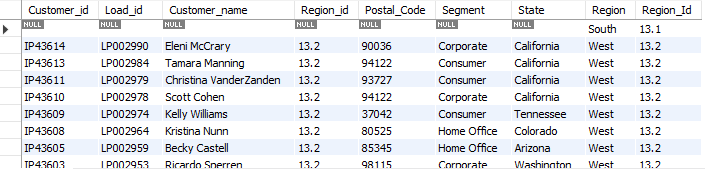 Customer_id Load_id Customer_name Region_id Postal_Code Segment State Region Region_Id
NULL NULL NULL NULL NULL NULL NULL South 13.1
IP43614 LP002990 Eleni McCrary 13.2 90036 Corporate California West 13.2
IP43613 LP002984 Tamara Manning 13.2 94122 Consumer California West 13.2
IP43611 LP002979 Christina VanderZanden 13.2 93727 Consumer California West 13.2
IP43610 LP002978 Scott Cohen 13.2 94122 Corporate California West 13.2
IP43609 LP002974 Kelly Williams 13.2 37042 Consumer Tennessee West 13.2
IP43608 LP002964 Kristina Nunn 13.2 80525 Home Office Colorado West 13.2
IP43605 LP002959 Becky Castell 13.2 85345 Home Office Arizona West 13.2
IP43603 LP002953 Ricardo Sperren 13.2 98115 Corporate Washington West 13.2